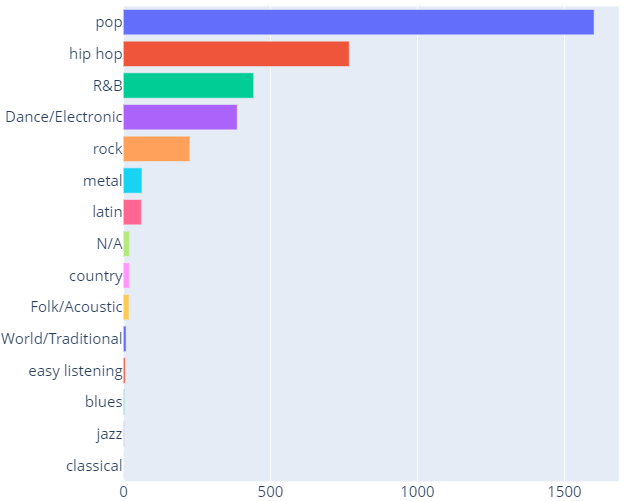 pop
hip hop
R&B
Dance/Electronic
rock
metal
latin
N/A
country
Folk/Acoustic
World/Traditional
easy listening
blues
jazz
classical
0 500 1000 1500